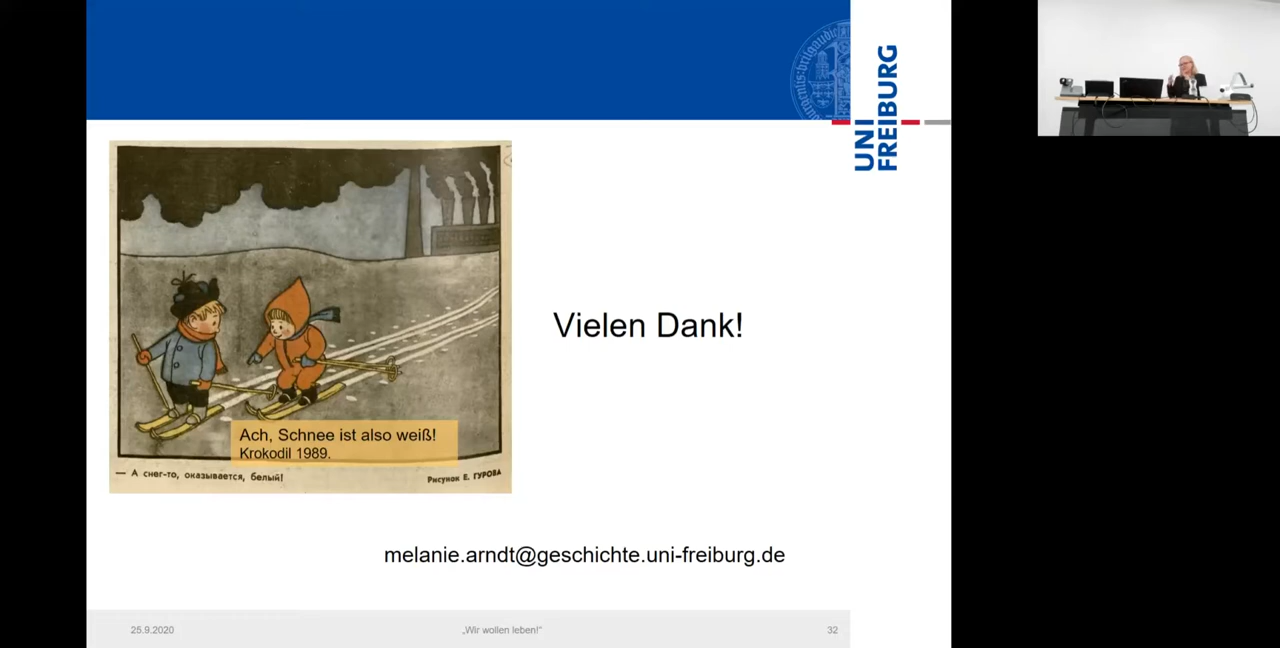 UNI
FREIBURG
Vielen Dank!
Ach, Schnee ist also weiß!
Krokodil 1989.
— А снег-то, оказывается, белый!
Рисунок Е. ГУРОВА
melanie.arndt@geschichte.uni-freiburg.de
25.9.2020
„Wir wollen leben!“
32